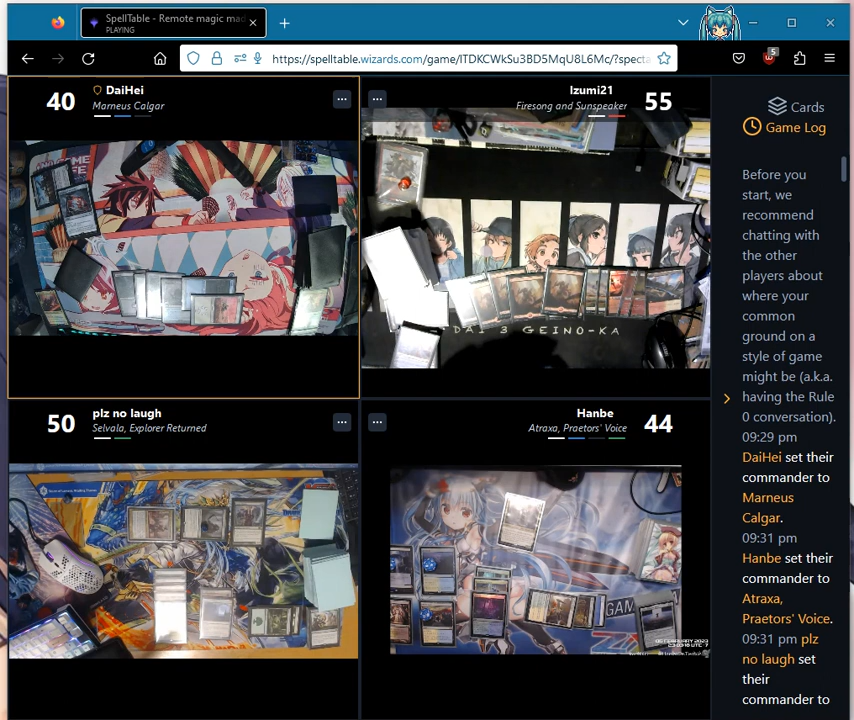 SpellTable - Remote magic mad
PLAYING
https://spelltable.wizards.com/game/ITDKCWkSu3BD5MqU8L6Mc/?specta
5
40
DaiHei
Marneus Calgar
Izumi21
Firesong and Sunspeaker
55
DAI 3 GEINO-KA
50
plz no laugh
Selvala, Explorer Returned
Hanbe
Atraxa, Praetors' Voice
44
GAM
Cards
Game Log
Before you
start, we
recommend
chatting with
the other
players about
where your
common
ground on a
style of game
might be (a.k.a.
having the Rule
0 conversation).
09:29 pm
DaiHei set their
commander to
Marneus
Calgar.
09:31 pm
Hanbe set their
commander to
Atraxa,
Praetors' Voice.
09:31 pm plz
no laugh set
their
commander to